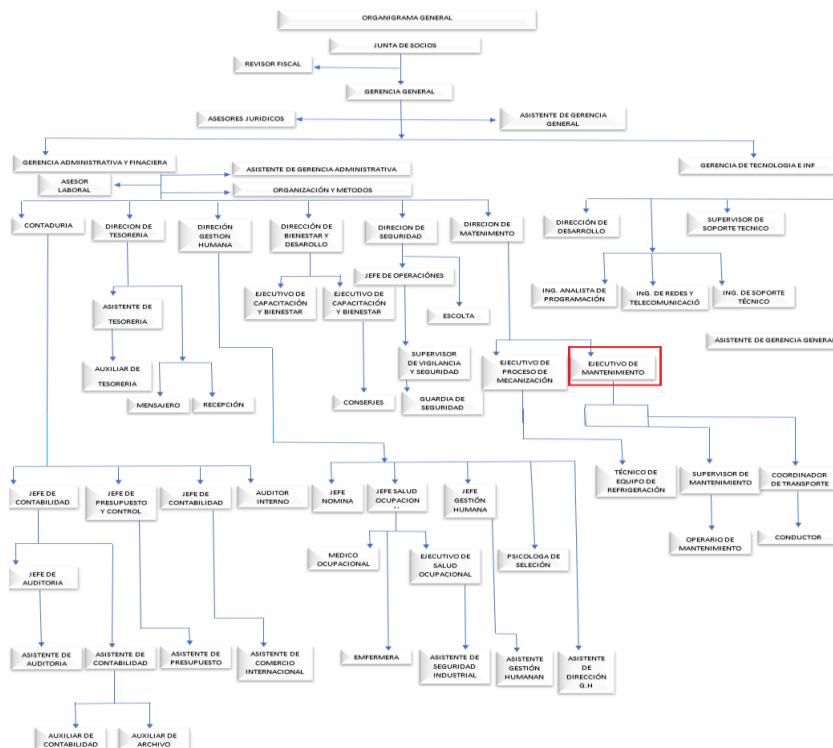 ORGANIGRAMA GENERAL
JUNTA DE SOCIOS
REVISOR FISCAL
GERENCIA GENERAL
ASESORES JURIDICOS
ASISTENTE DE GERENCIA
GENERAL
GERENCIA ADMINISTRATIVA Y FINACIERA
ASISTENTE DE GERENCIA ADMINISTRATIVA
GERENCIA DE TECNOLOGIA E INF
ASESOR
LABORAL
ORGANIZACIÓN Y METODOS
CONTADURIA
DIRECION DE
TESORERIA
DIRECIÓN
GESTION
HUMANA
DIRECCIÓN DE
BIENESTAR Y
DESAROLLO
DIRECION DE
SEGURIDAD
DIRECION DE
MATENIMENTO
DIRECCIÓN DE
DESARROLLO
SUPERVISOR DE
SOPORTE TECNICO
JEFE DE OPERACIÓNES
EJECUTIVO DE
CAPACITACIÓN
Y BIENESTAR
EJECUTIVO DE
CAPACITACIÓN
Y BIENESTAR
ING. ANALISTA DE
PROGRAMACIÓN
ING. DE REDES Y
TELECOMUNICACIÓ
ING. DE SOPORTE
TÉCNICO
ASISTENTE DE
TESORERIA
ESCOLTA
ASISTENTE DE GERENCIA GENERAL
AUXILIAR DE
TESORERIA
SUPERVISOR
DE VIGILANCIA
Y SEGURIDAD
EJECUTIVO DE
PROCESO DE
MECANIZACIÓN
EJECUTIVO DE
MANTENIMIENTO
MENSAJERO
RECEPCIÓN
CONSERJES
GUARDIA DE
SEGURIDAD
JEFE DE
CONTABILIDAD
JEFE DE
PRESUPUESTO
Y CONTROL
JEFE DE
CONTABILIDAD
AUDITOR
INTERNO
JEFE
NOMINA
JEFE SALUD
OCUPACION
JEFE
GESTIÓN
HUMANA
TÉCNICO DE
EQUIPO DE
REFRIGERACIÓN
SUPERVISOR DE
MANTENIMIENTO
COORDINADOR
DE TRANSPORTE
OPERARIO DE
MANTENIMIENTO
CONDUCTOR
MEDICO
OCUPACIONAL
EJECUTIVO DE
SALUD
OCUPACIONAL
PSICOLOGA DE
SELECIÓN
JEFE DE
AUDITORIA
ASISTENTE DE
AUDITORIA
ASISTENTE DE
CONTABILIDAD
ASISTENTE DE
PRESUPUESTO
ASISTENTE DE
COMERCIO
INTERNACIONAL
EMFERMERA
ASISTENTE DE
SEGURIDAD
INDUSTRIAL
ASISTENTE
GESTIÓN
HUMANAN
ASISTENTE
DE
DIRECCIÓN
G.H
AUXILIAR DE
CONTABILIDAD
AUXILIAR DE
ARCHIVO